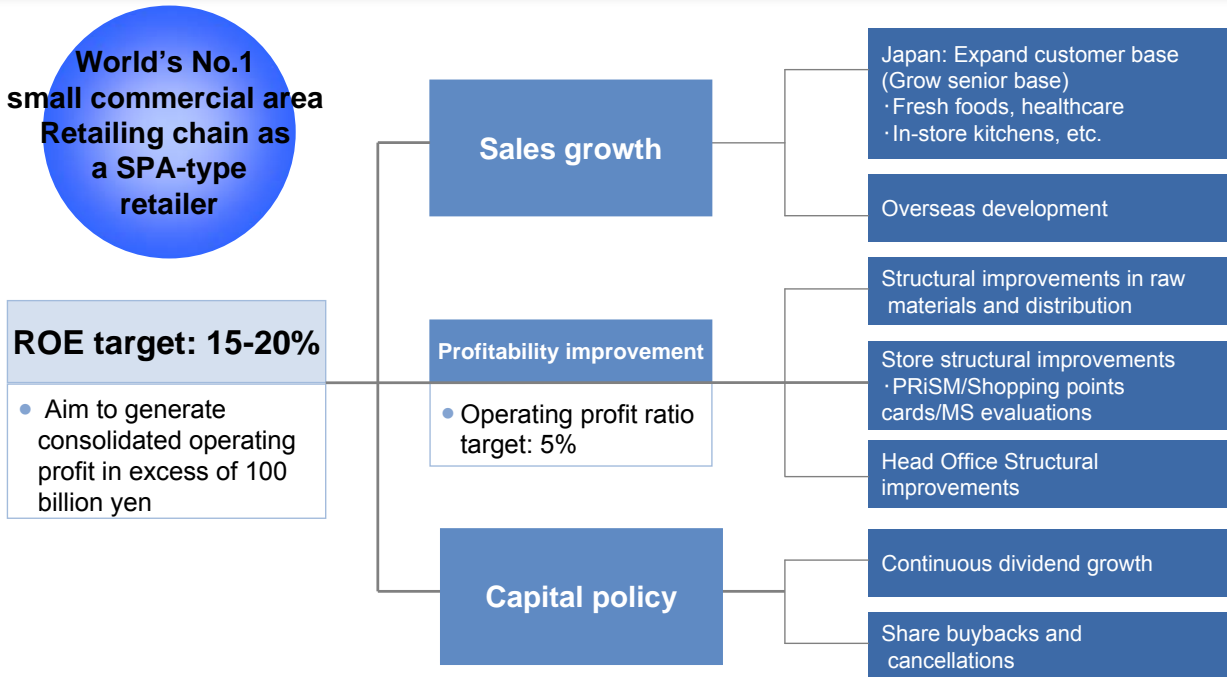 World's No.1
small commercial area
Retailing chain as
a SPA-type
retailer
ROE target: 15-20%
● Aim to generate
consolidated operating
profit in excess of 100
billion yen
Sales growth
Japan: Expand customer base
(Grow senior base)
・Fresh foods, healthcare
・In-store kitchens, etc.
Overseas development
Profitability improvement
● Operating profit ratio
target: 5%
Structural improvements in raw
materials and distribution
Store structural improvements
・PRiSM/Shopping points
cards/MS evaluations
Head Office Structural
improvements
Capital policy
Continuous dividend growth
Share buybacks and
cancellations